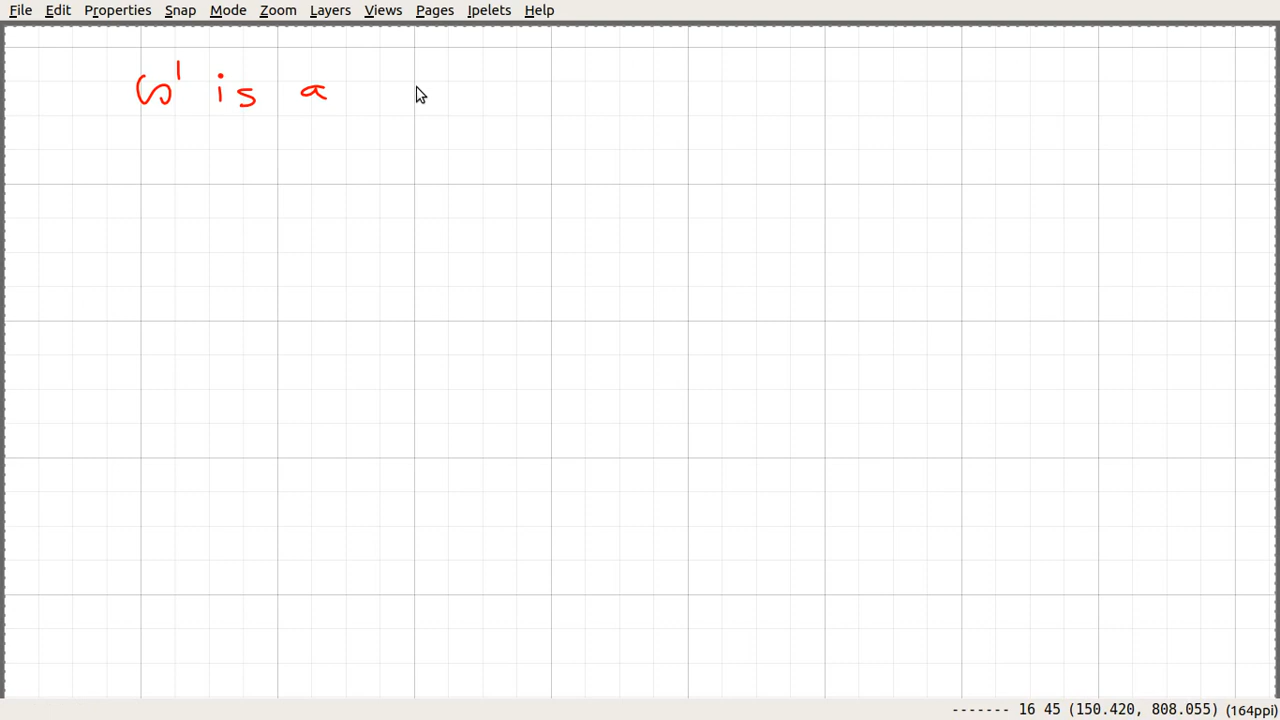 File Edit Properties Snap Mode Zoom Layers Views Pages Ipelets Help
G' is a
------- 16 45 (150.420, 808.055) (164ppi)